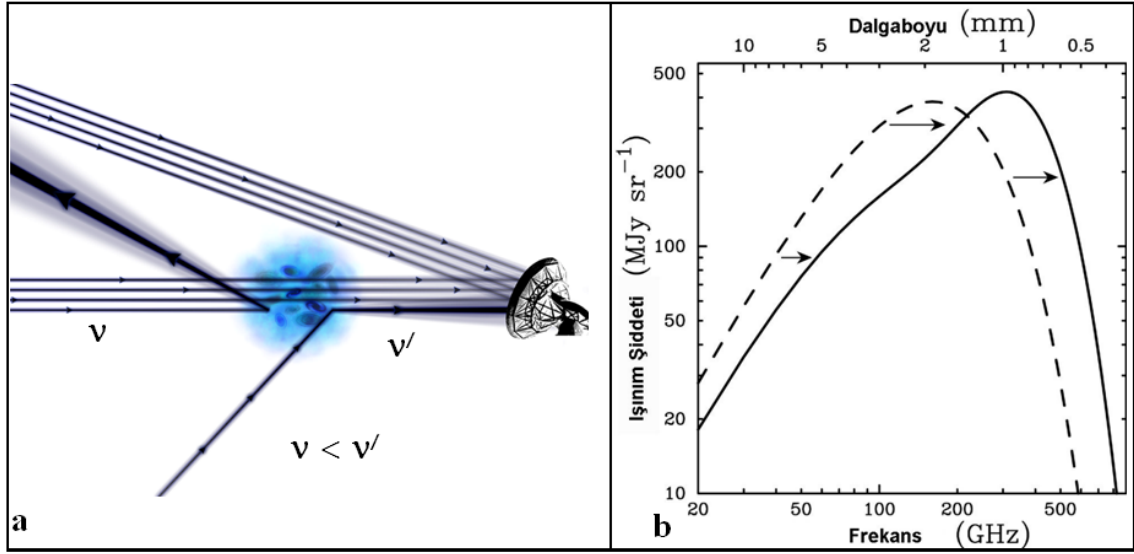 ν
ν′
ν < ν′
a
Dalgaboyu (mm)
10 5 2 1 0.5
500
200
100
50
20
10
Işınım Şiddeti (MJy sr⁻¹)
20 50 100 200 500
Frekans (GHz)
b